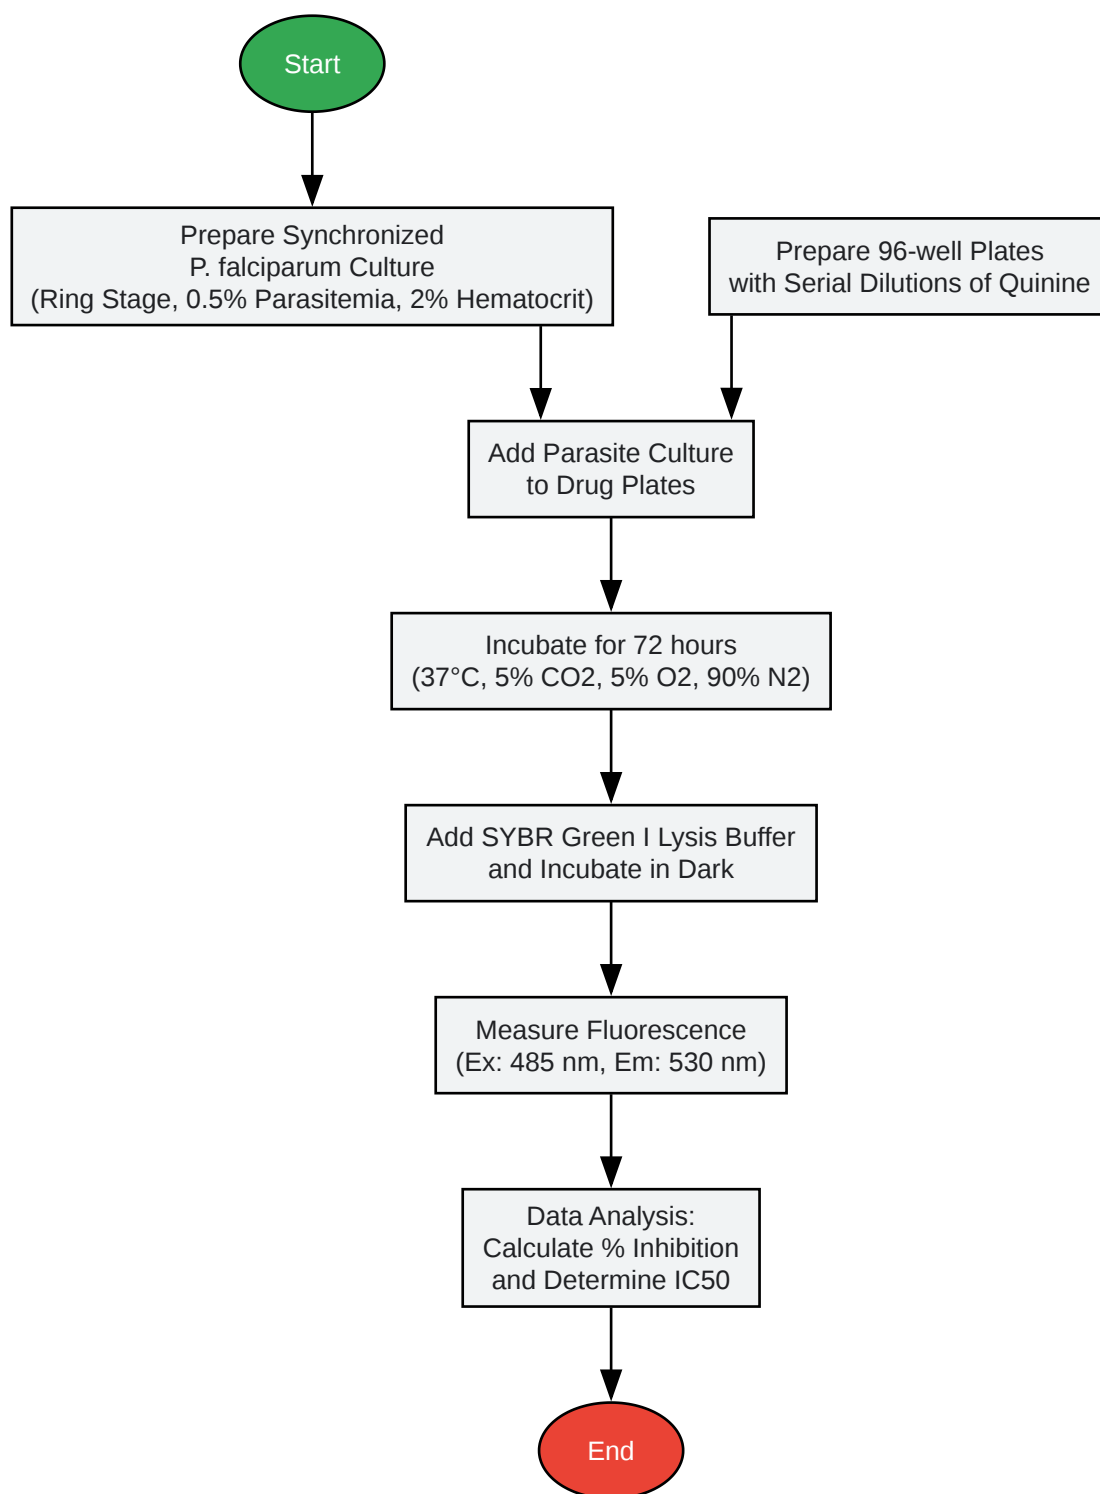 Start
Prepare Synchronized
P. falciparum Culture
(Ring Stage, 0.5% Parasitemia, 2% Hematocrit)
Prepare 96-well Plates
with Serial Dilutions of Quinine
Add Parasite Culture
to Drug Plates
Incubate for 72 hours
(37°C, 5% CO2, 5% O2, 90% N2)
Add SYBR Green I Lysis Buffer
and Incubate in Dark
Measure Fluorescence
(Ex: 485 nm, Em: 530 nm)
Data Analysis:
Calculate % Inhibition
and Determine IC50
End